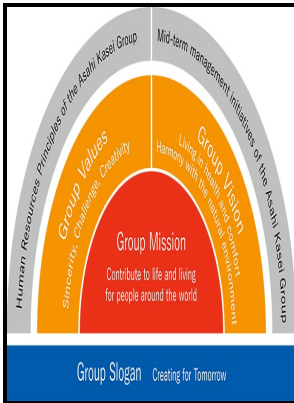 Human Resources Principles of the Asahi Kasei Group
Mid-term management initiatives of the Asahi Kasei Group
Group Values
Sincerity, Challenge, Creativity
Group Vision
Living in health and comfort
Harmony with the natural environment
Group Mission
Contribute to life and living
for people around the world
Group Slogan Creating for Tomorrow